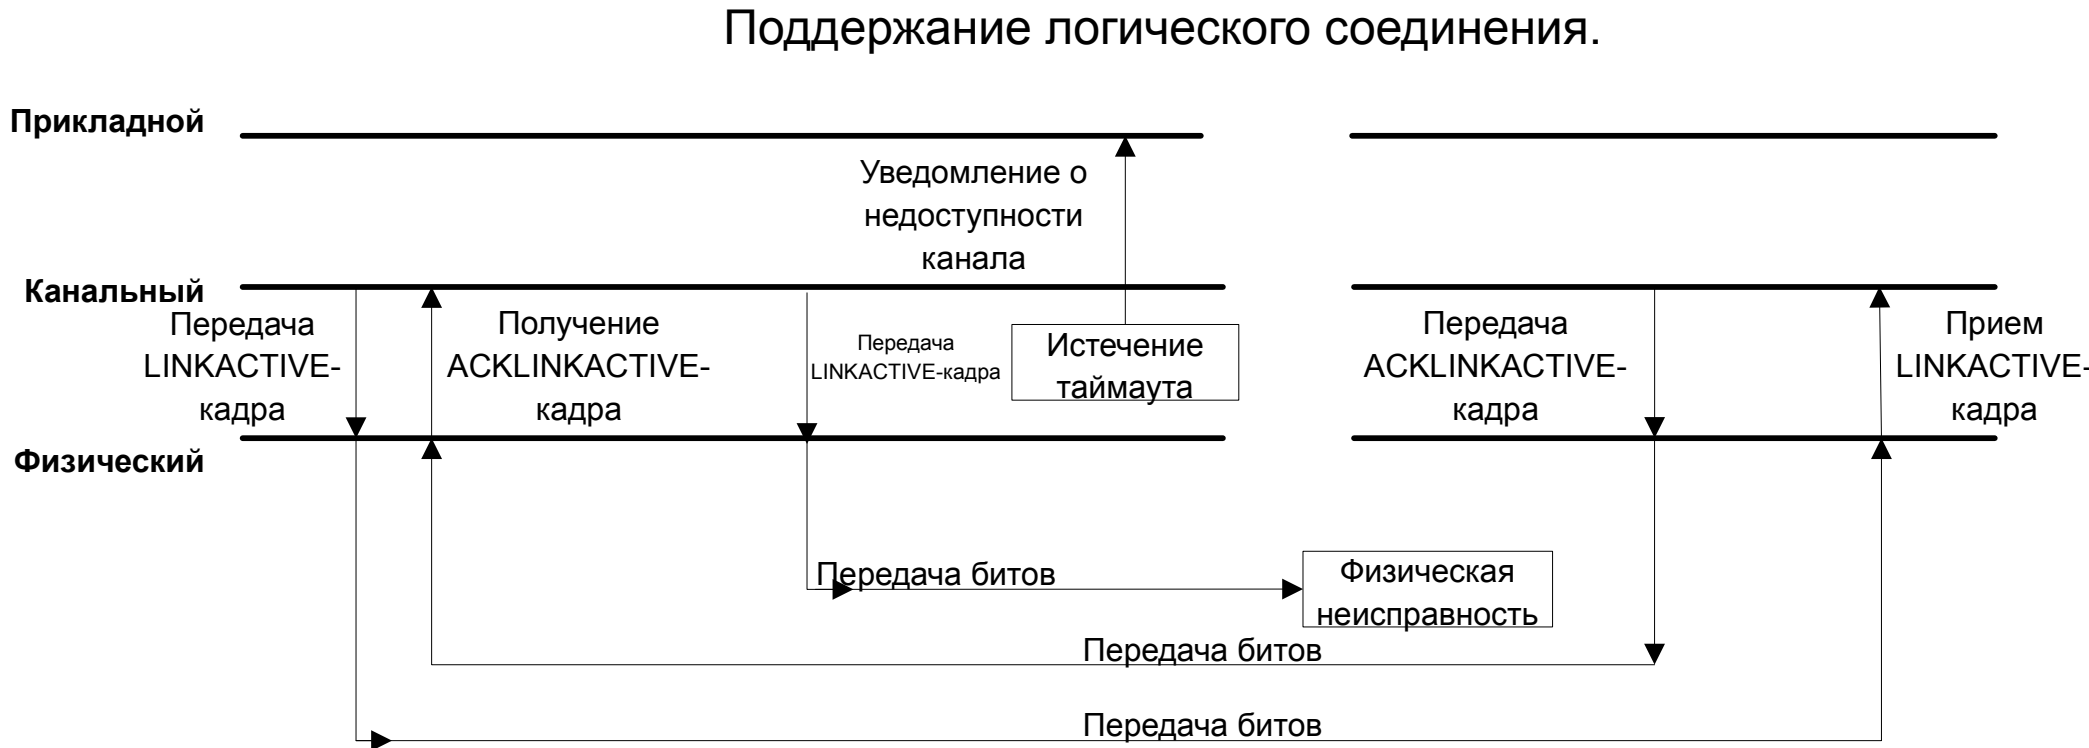 Поддержание логического соединения.
Прикладной
Уведомление о
недоступности
канала
Канальный
Передача
LINKACTIVE-
кадра
Получение
ACKLINKACTIVE-
кадра
Передача
LINKACTIVE-кадра
Истечение
таймаута
Передача
ACKLINKACTIVE-
кадра
Прием
LINKACTIVE-
кадра
Физический
Передача битов
Физическая
неисправность
Передача битов
Передача битов